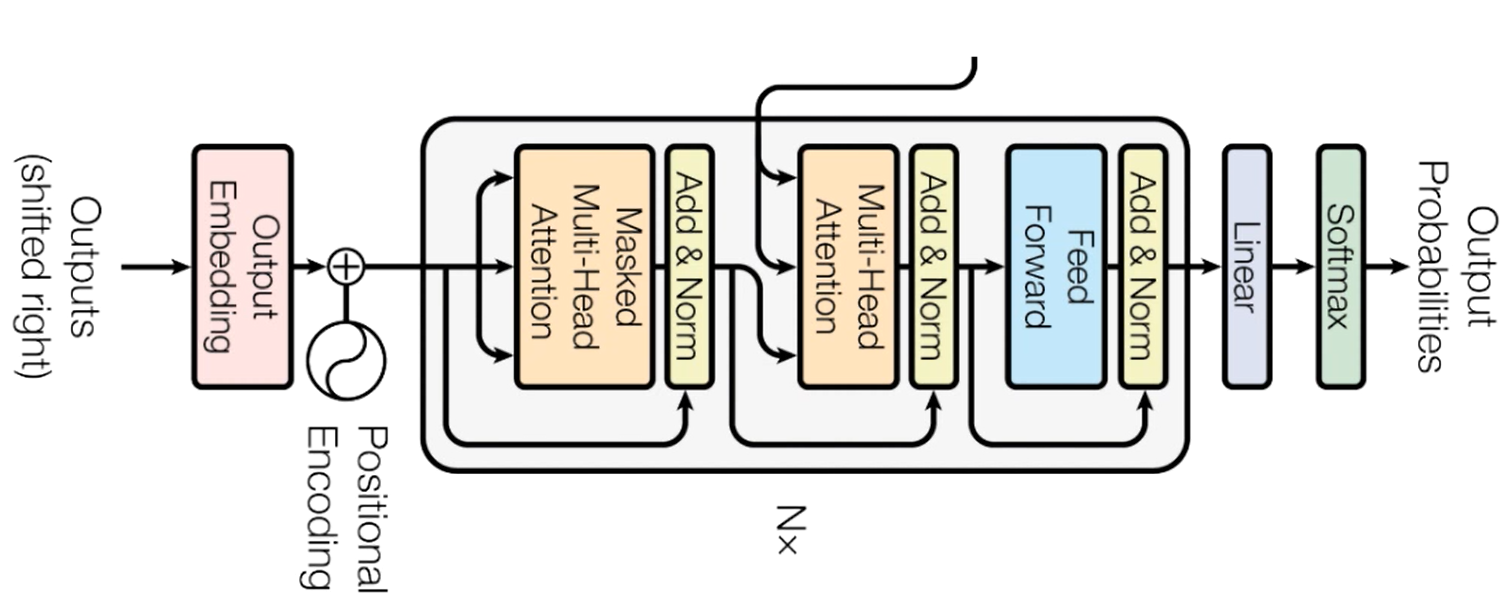 Outputs
(shifted right)
Output
Embedding
Positional
Encoding
Masked
Multi-Head
Attention
Add & Norm
Multi-Head
Attention
Add & Norm
Feed
Forward
Add & Norm
Nx
Linear
Softmax
Output
Probabilities